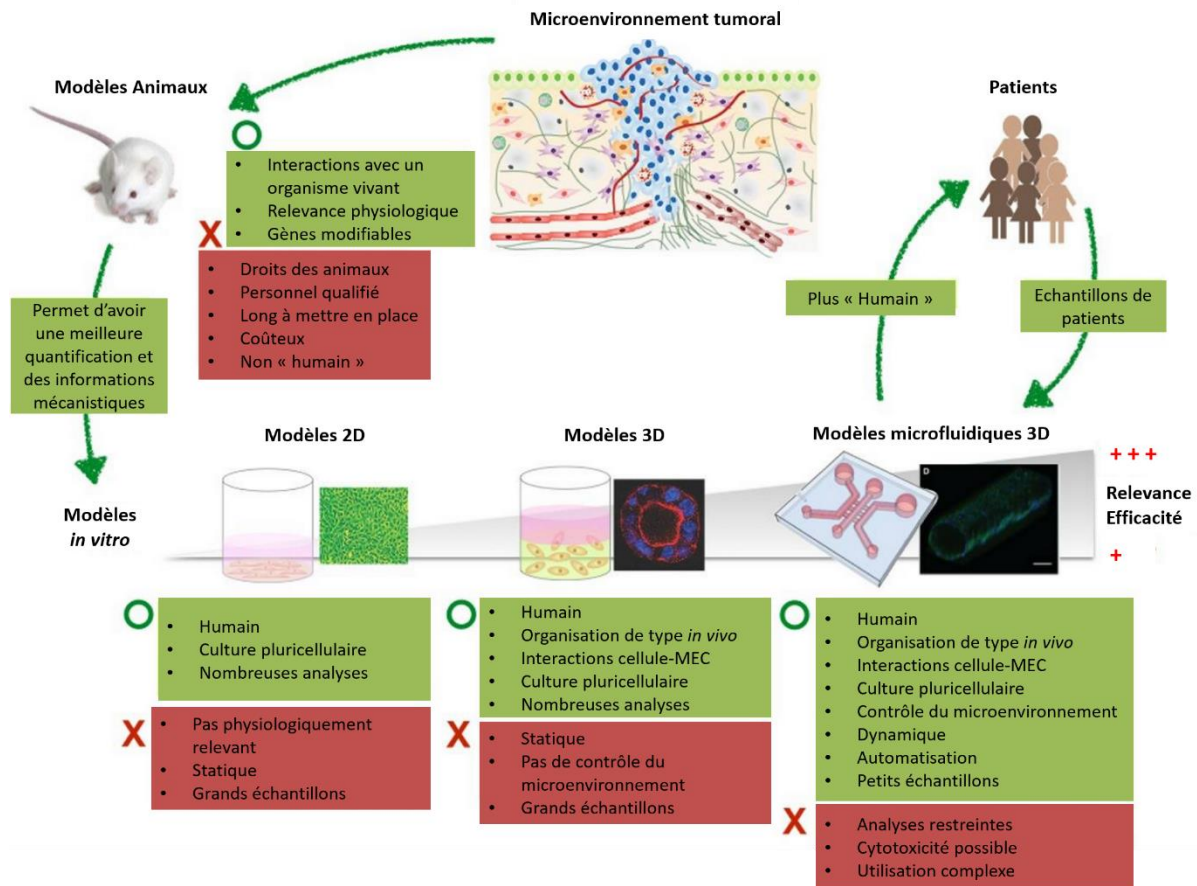 Microenvironnement tumoral
Modèles Animaux
Patients
• Interactions avec un
organisme vivant
• Relevance physiologique
• Gènes modifiables
X
• Droits des animaux
• Personnel qualifié
• Long à mettre en place
• Coûteux
• Non « humain »
Permet d’avoir
une meilleure
quantification et
des informations
mécanistiques
Plus « Humain »
Echantillons de
patients
Modèles 2D
Modèles 3D
Modèles microfluidiques 3D
Modèles
in vitro
D
+ + +
Relevance
Efficacité
+
• Humain
• Culture pluricellulaire
• Nombreuses analyses
X
• Pas physiologiquement
relevant
• Statique
• Grands échantillons
• Humain
• Organisation de type in vivo
• Interactions cellule-MEC
• Culture pluricellulaire
• Nombreuses analyses
X
• Statique
• Pas de contrôle du
microenvironnement
• Grands échantillons
• Humain
• Organisation de type in vivo
• Interactions cellule-MEC
• Culture pluricellulaire
• Contrôle du microenvironnement
• Dynamique
• Automatisation
• Petits échantillons
X
• Analyses restreintes
• Cytotoxicité possible
• Utilisation complexe